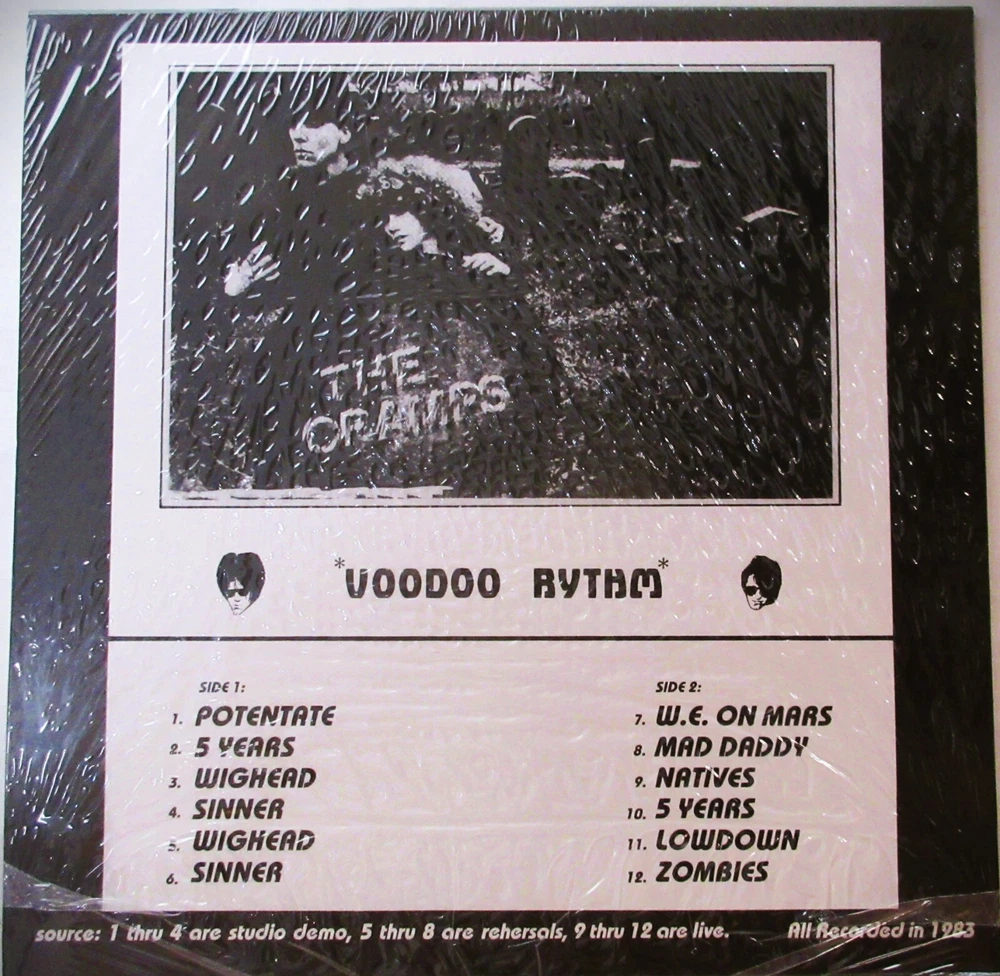 THE
CRAMPS
*VOODOO RYTHM*
SIDE 1:
1. POTENTATE
2. 5 YEARS
3. WIGHEAD
4. SINNER
5. WIGHEAD
6. SINNER
SIDE 2:
7. W.E. ON MARS
8. MAD DADDY
9. NATIVES
10. 5 YEARS
11. LOWDOWN
12. ZOMBIES
source: 1 thru 4 are studio demo, 5 thru 8 are rehersals, 9 thru 12 are live. All Recorded in 1983